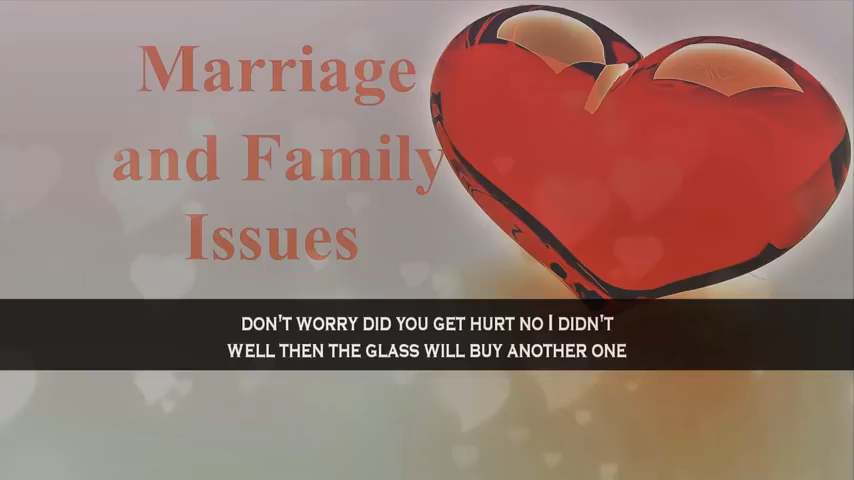 Marriage
and Family
Issues
DON'T WORRY DID YOU GET HURT NO I DIDN'T
WELL THEN THE GLASS WILL BUY ANOTHER ONE